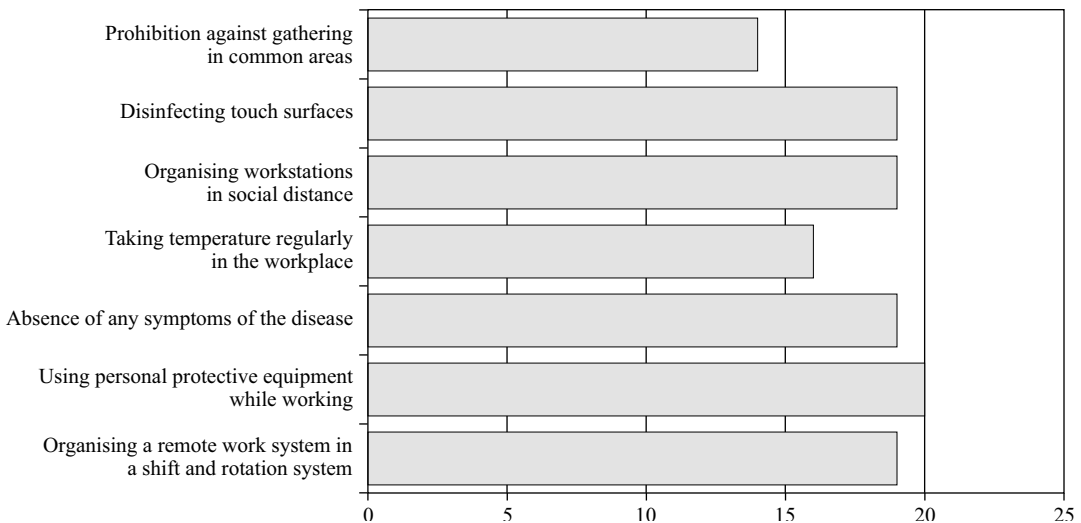 Prohibition against gathering
in common areas
Disinfecting touch surfaces
Organising workstations
in social distance
Taking temperature regularly
in the workplace
Absence of any symptoms of the disease
Using personal protective equipment
while working
Organising a remote work system in
a shift and rotation system
0 5 10 15 20 25